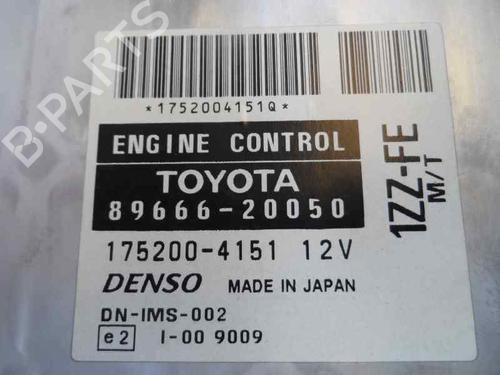 *1752004151Q*
ENGINE CONTROL
TOYOTA
89666-20050
175200-4151 12V
DENSO MADE IN JAPAN
DN-IMS-002
e2 I-00 9009
1ZZ-FE
M/T
B-PARTS